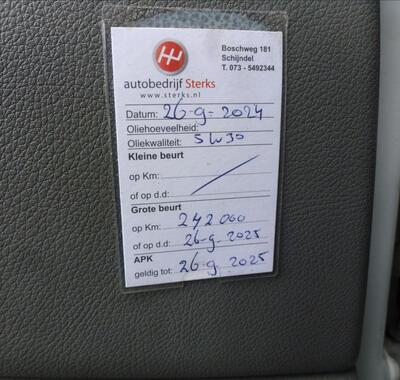 Boschweg 181
Schijndel
T. 073 - 5492344
autobedrijf Sterks
www.sterks.nl
Datum: 26-9-2024
Oliehoeveelheid:
Oliekwaliteit: 5W30
Kleine beurt
op Km:
of op d.d:
Grote beurt
op Km: 242000
of op d.d: 26-9-2025
APK
geldig tot: 26-9 2025